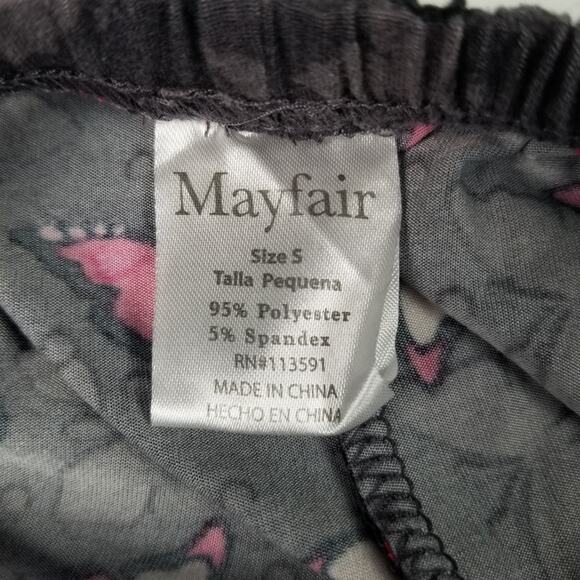 Mayfair
Size S
Talla Pequena
95% Polyester
5% Spandex
RN#113591
MADE IN CHINA
HECHO EN CHINA